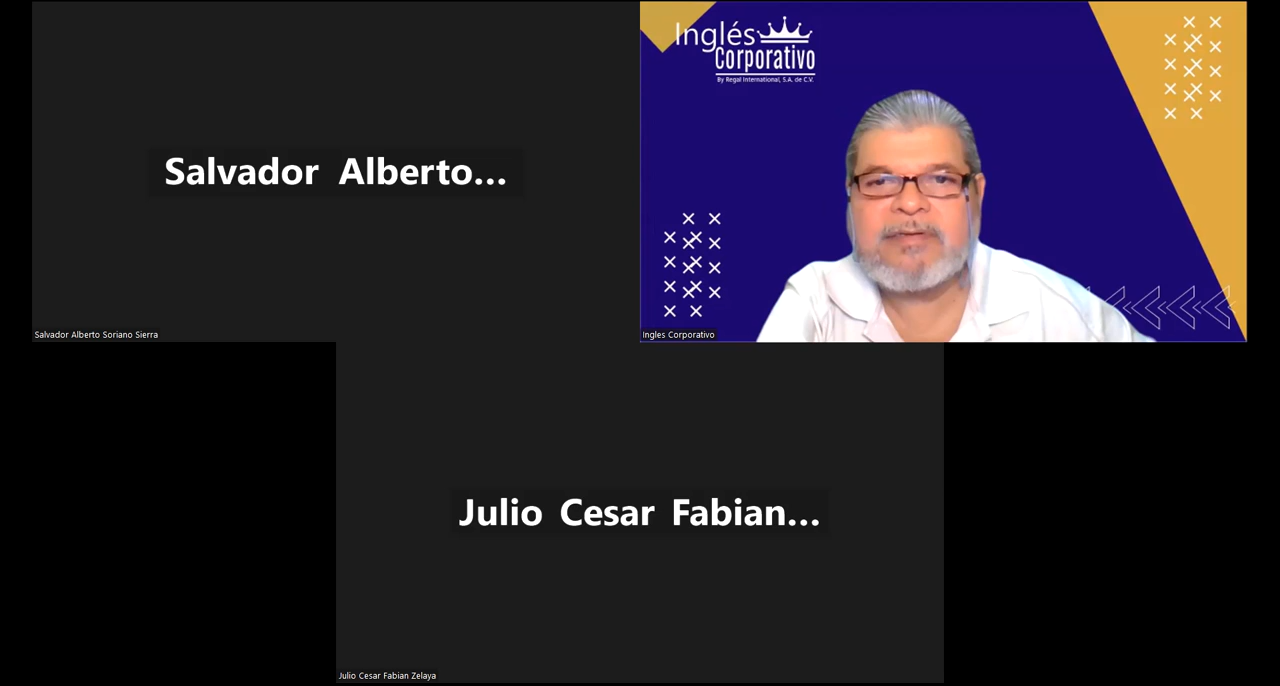 Salvador Alberto...
Salvador Alberto Soriano Sierra
Inglés
Corporativo
By Regal International, S.A. de C.V.
Ingles Corporativo
Julio Cesar Fabian...
Julio Cesar Fabian Zelaya